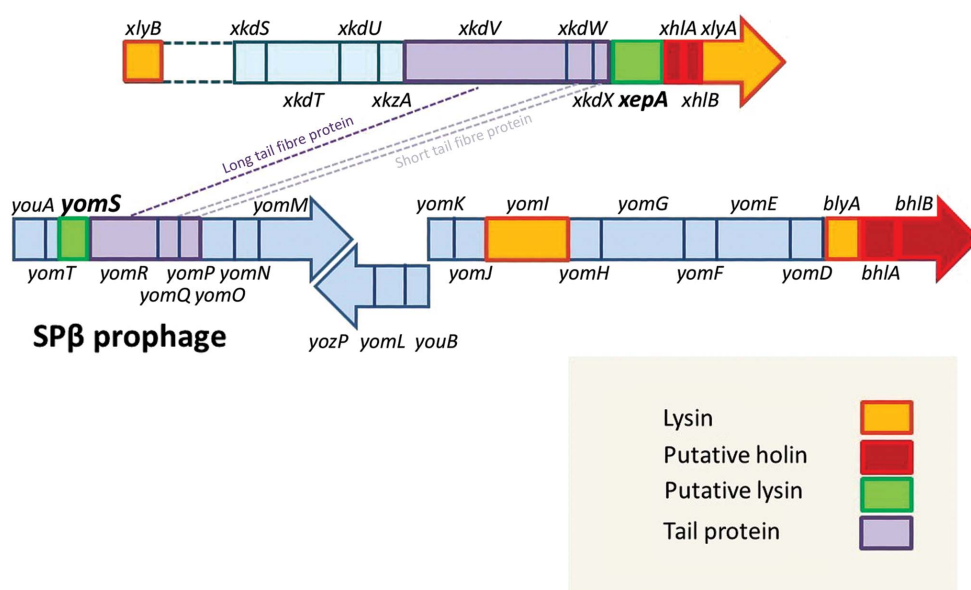 xlyB xkdS xkdU xkdV xkdW xhlA xlyA
xkdT xkzA xkdX xepA xhlB
Long tail fibre protein
Short tail fibre protein
youA yomS yomM yomK yomI yomG yomE blyA bhlB
yomT yomR yomP yomN yomJ yomH yomF yomD bhlA
yomQ yomO
SPβ prophage
yozP yomL youB
Lysin
Putative holin
Putative lysin
Tail protein